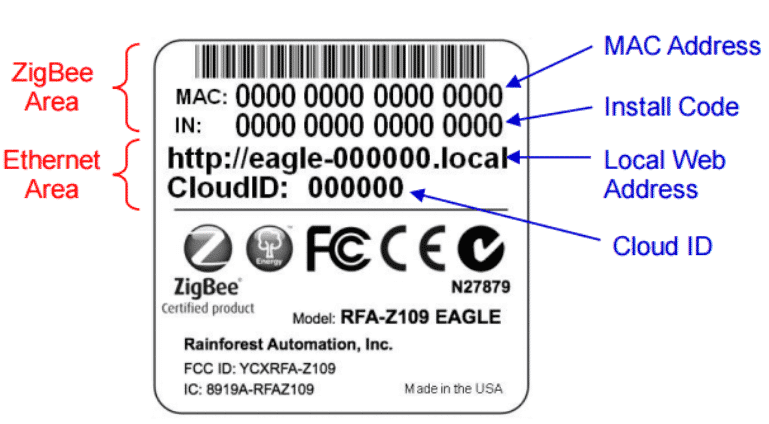 ZigBee
Area
Ethernet
Area
MAC: 0000 0000 0000 0000
IN: 0000 0000 0000 0000
http://eagle-000000.local
CloudID: 000000
MAC Address
Install Code
Local Web
Address
Cloud ID
Z
Energy
FC CE
ZigBee
Certified product
N27879
Model: RFA-Z109 EAGLE
Rainforest Automation, Inc.
FCC ID: YCXRFA-Z109
IC: 8919A-RFAZ109
Made in the USA